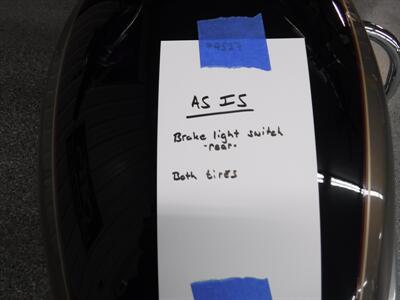 AS IS
Brake light switch
-rear-
Both tires